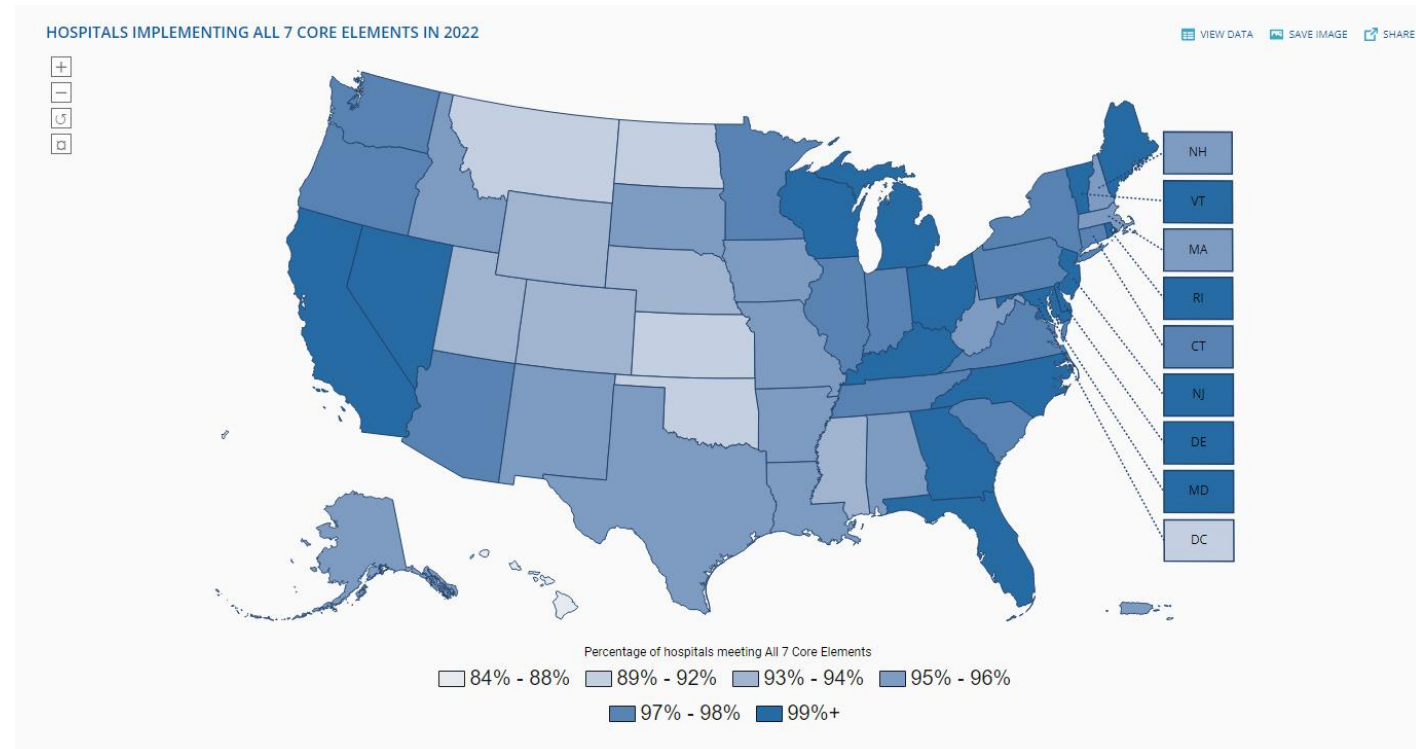 HOSPITALS IMPLEMENTING ALL 7 CORE ELEMENTS IN 2022
VIEW DATA SAVE IMAGE SHARE
NH
VT
MA
RI
CT
NJ
DE
MD
DC
Percentage of hospitals meeting All 7 Core Elements
84% - 88% 89% - 92% 93% - 94% 95% - 96%
97% - 98% 99%+